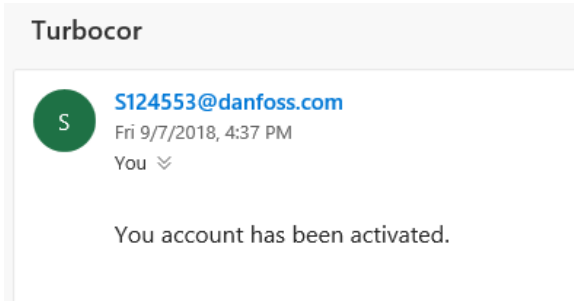 Turbocor
S
S124553@danfoss.com
Fri 9/7/2018, 4:37 PM
You
You account has been activated.